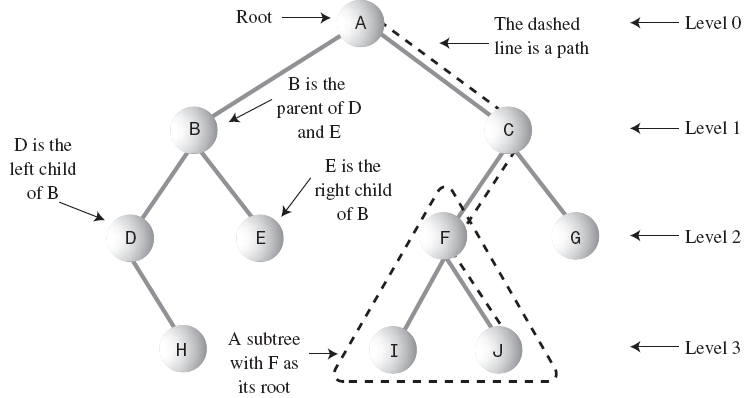 Root
A
The dashed
line is a path
Level 0
B is the
parent of D
and E
B
C
Level 1
D is the
left child
of B
E is the
right child
of B
D
E
F
G
Level 2
A subtree
with F as
its root
H
I
J
Level 3